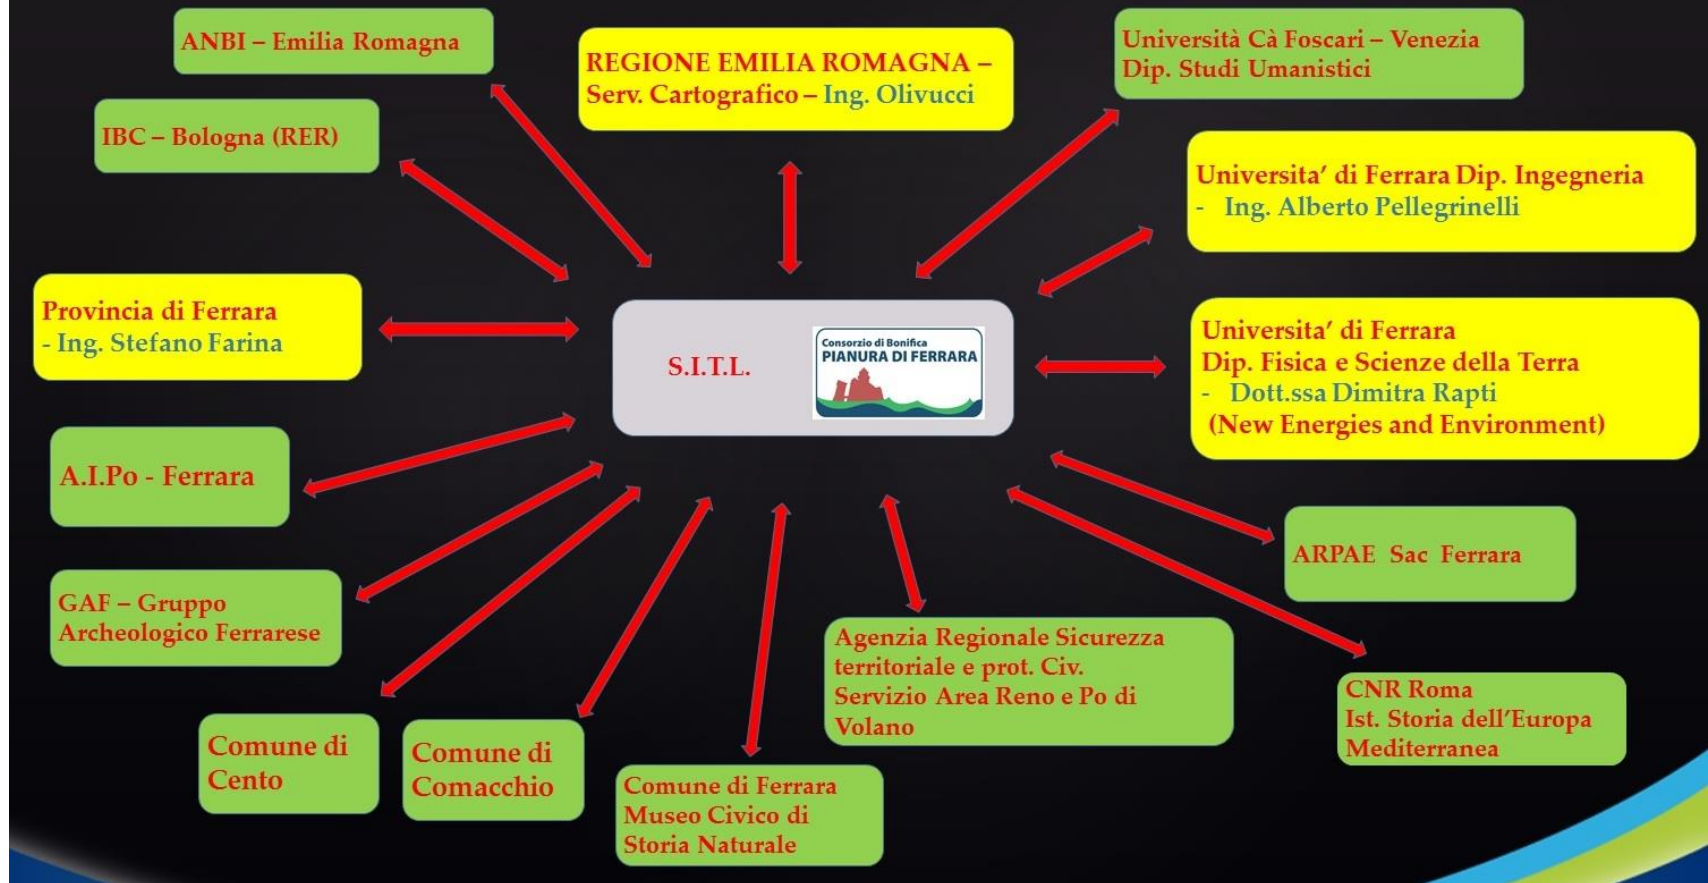 ANBI – Emilia Romagna
REGIONE EMILIA ROMAGNA –
Serv. Cartografico – Ing. Olivucci
Università Cà Foscari – Venezia
Dip. Studi Umanistici
IBC – Bologna (RER)
Universita’ di Ferrara Dip. Ingegneria
- Ing. Alberto Pellegrinelli
Provincia di Ferrara
- Ing. Stefano Farina
S.I.T.L.
Consorzio di Bonifica
PIANURA DI FERRARA
Universita’ di Ferrara
Dip. Fisica e Scienze della Terra
- Dott.ssa Dimitra Rapti
(New Energies and Environment)
A.I.Po - Ferrara
ARPAE Sac Ferrara
GAF – Gruppo
Archeologico Ferrarese
Agenzia Regionale Sicurezza
territoriale e prot. Civ.
Servizio Area Reno e Po di
Volano
CNR Roma
Ist. Storia dell’Europa
Mediterranea
Comune di
Cento
Comune di
Comacchio
Comune di Ferrara
Museo Civico di
Storia Naturale